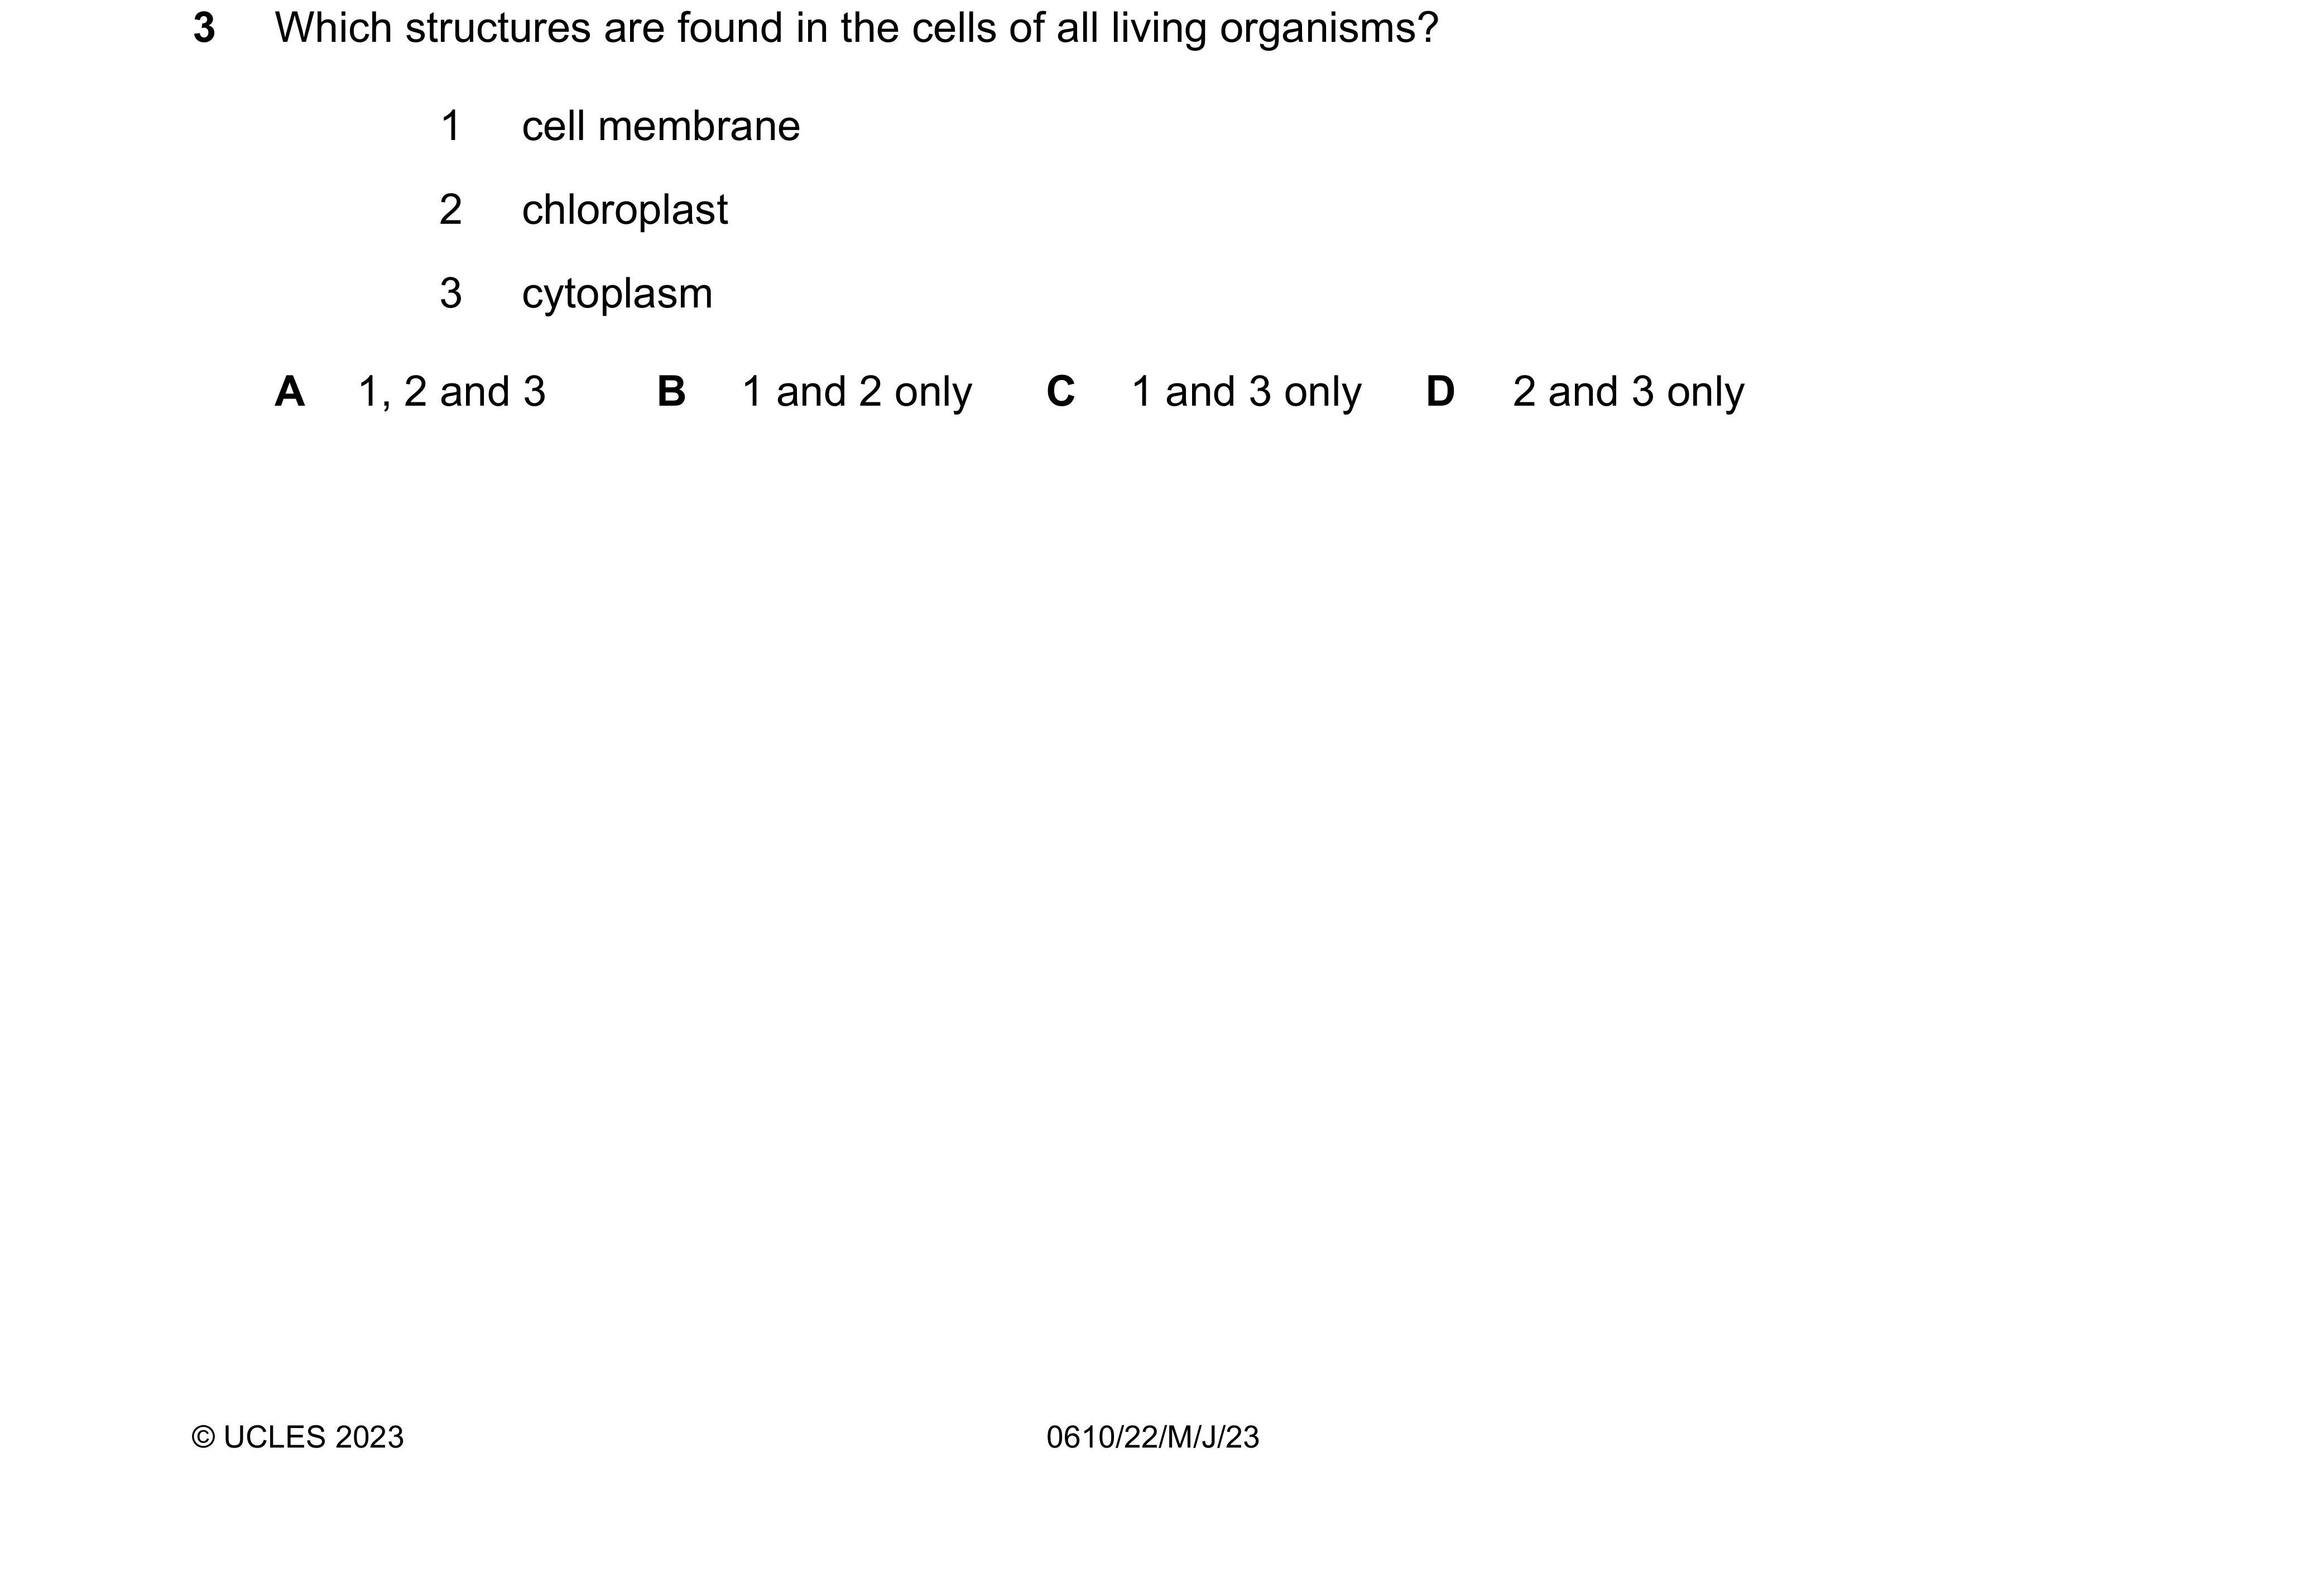 3 Which structures are found in the cells of all living organisms?
1 cell membrane
2 chloroplast
3 cytoplasm
A 1, 2 and 3 B 1 and 2 only C 1 and 3 only D 2 and 3 only
© UCLES 2023 0610/22/M/J/23